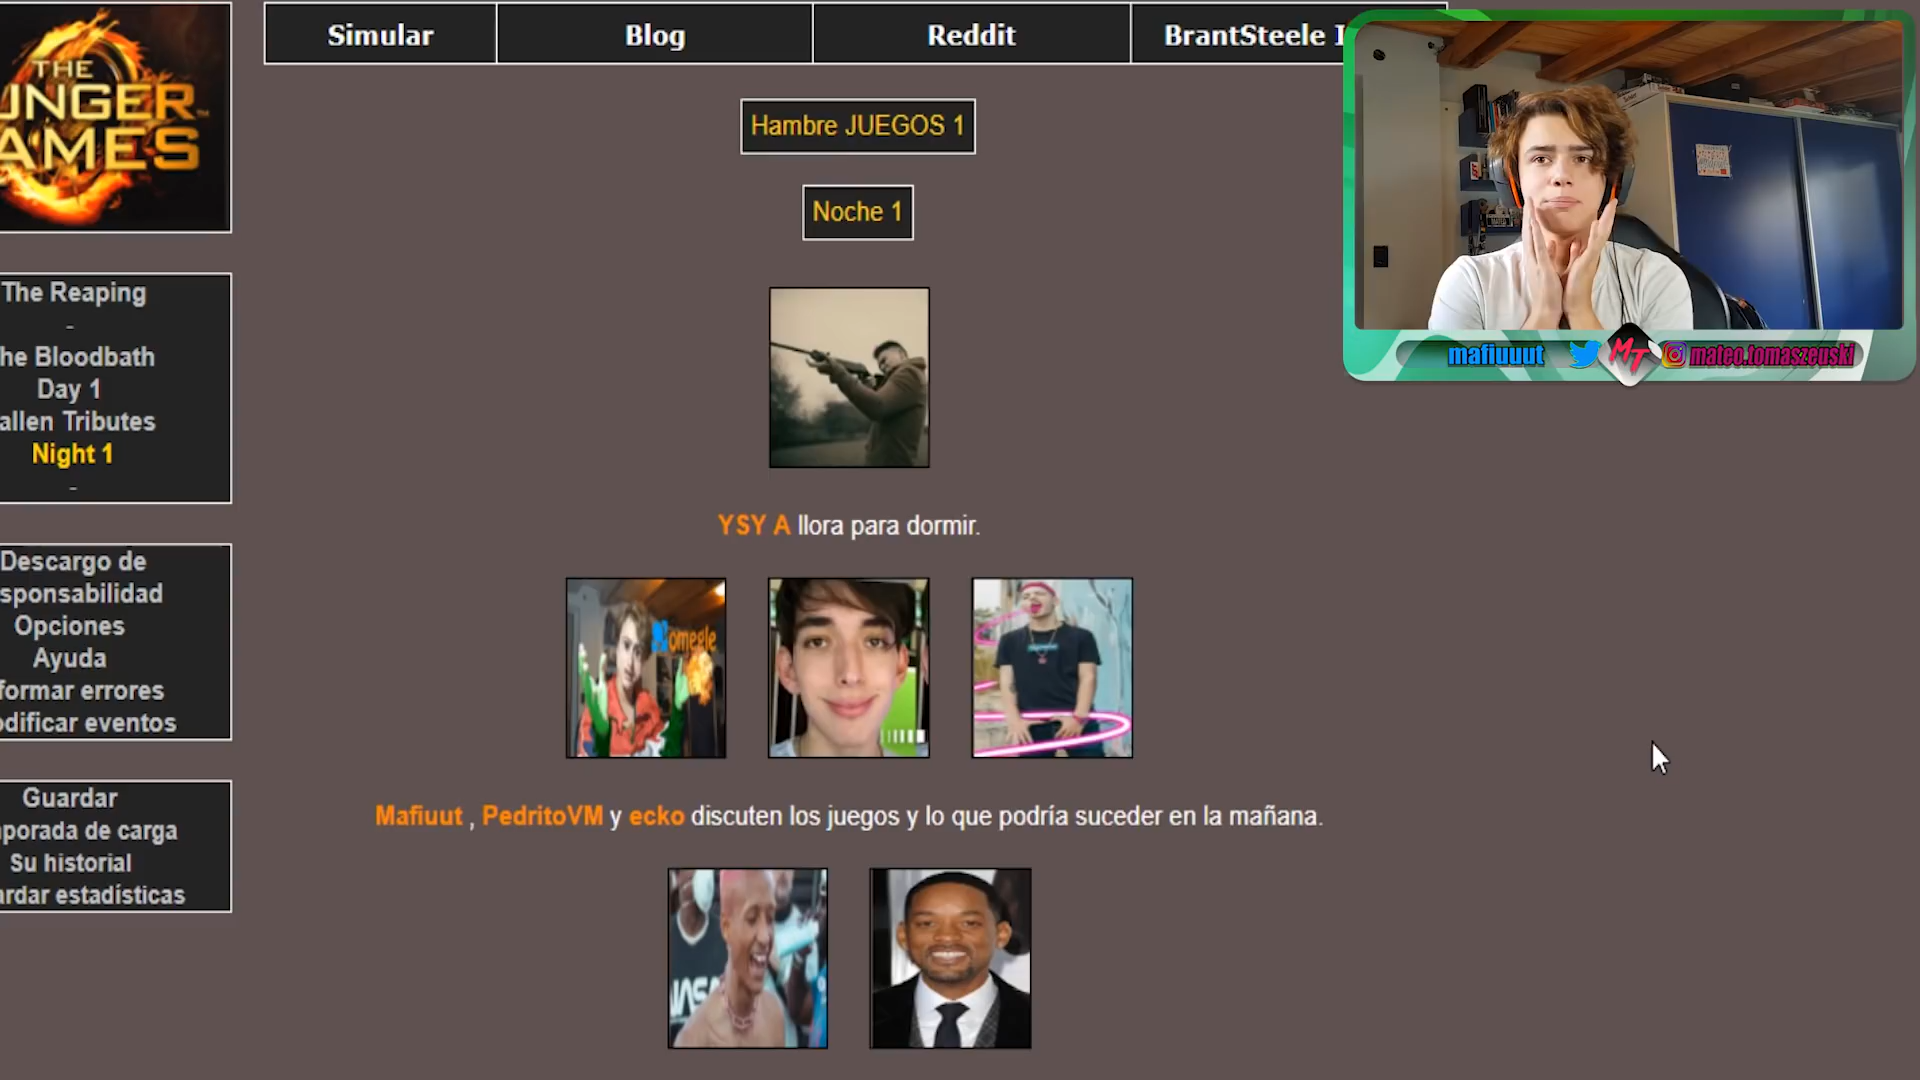 THE
UNGER
AMES
Simular
Blog
Reddit
BrantSteele
Hambre JUEGOS 1
Noche 1
The Reaping
-
he Bloodbath
Day 1
allen Tributes
Night 1
-
mafiuuut
MT
mateo.tomaszeuski
YSY A llora para dormir.
Descargo de
sponsabilidad
Opciones
Ayuda
formar errores
odificar eventos
omegle
Mafiuut , PedritoVM y ecko discuten los juegos y lo que podría suceder en la mañana.
Guardar
porada de carga
Su historial
ardar estadísticas
NASA